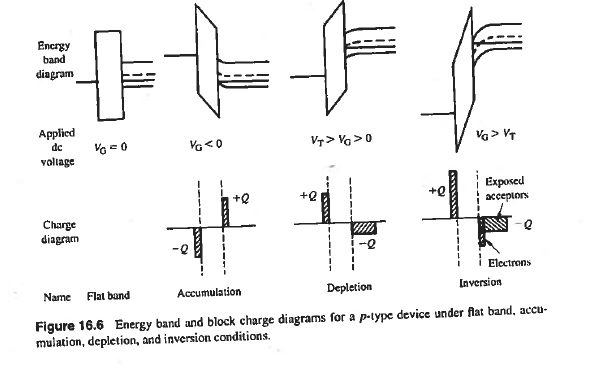 Energy
band
diagram
Applied
dc
voltage
V_G = 0
V_G < 0
V_T > V_G > 0
V_G > V_T
+Q
-Q
+Q
-Q
+Q
Exposed
acceptors
-Q
Electrons
Charge
diagram
Name Flat band Accumulation Depletion Inversion
Figure 16.6 Energy band and block charge diagrams for a p-type device under flat band, accu-
mulation, depletion, and inversion conditions.